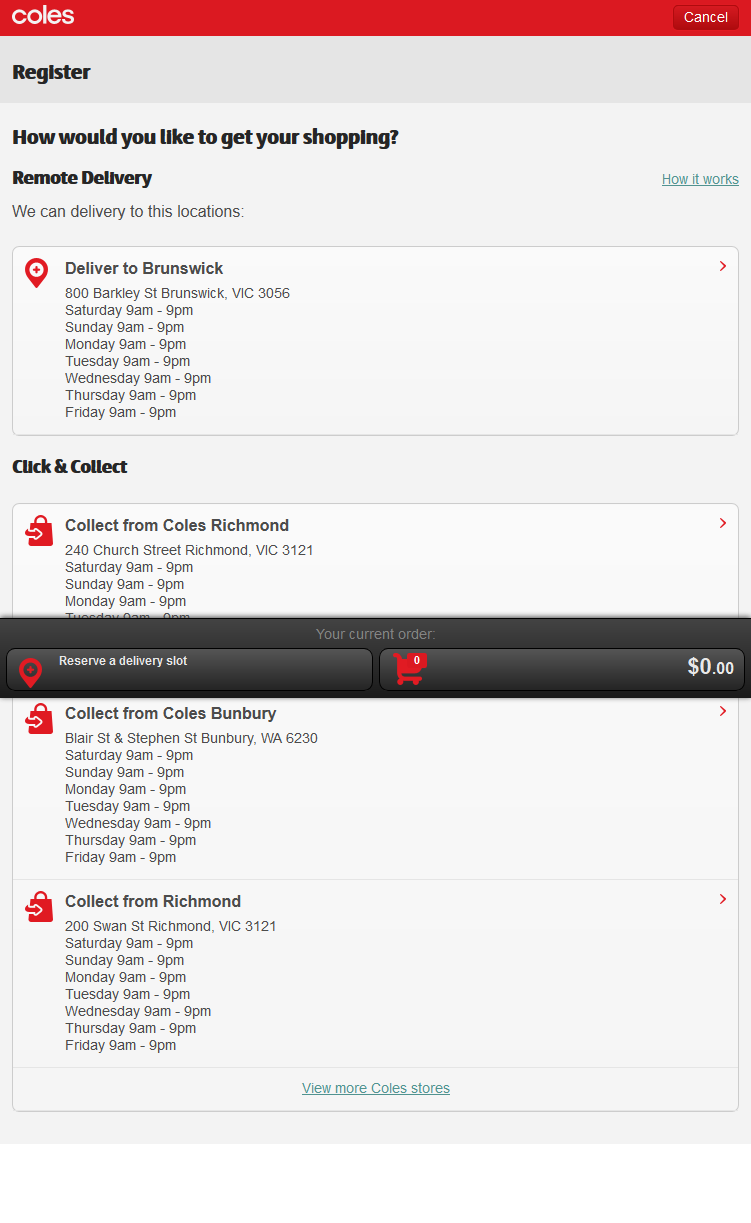 coles
Cancel
Register
How would you like to get your shopping?
Remote Delivery
How it works
We can delivery to this locations:
Deliver to Brunswick
800 Barkley St Brunswick, VIC 3056
Saturday 9am - 9pm
Sunday 9am - 9pm
Monday 9am - 9pm
Tuesday 9am - 9pm
Wednesday 9am - 9pm
Thursday 9am - 9pm
Friday 9am - 9pm
Click & Collect
Collect from Coles Richmond
240 Church Street Richmond, VIC 3121
Saturday 9am - 9pm
Sunday 9am - 9pm
Monday 9am - 9pm
Tuesday 9am - 9pm
Your current order:
Reserve a delivery slot
0
$0.00
Collect from Coles Bunbury
Blair St & Stephen St Bunbury, WA 6230
Saturday 9am - 9pm
Sunday 9am - 9pm
Monday 9am - 9pm
Tuesday 9am - 9pm
Wednesday 9am - 9pm
Thursday 9am - 9pm
Friday 9am - 9pm
Collect from Richmond
200 Swan St Richmond, VIC 3121
Saturday 9am - 9pm
Sunday 9am - 9pm
Monday 9am - 9pm
Tuesday 9am - 9pm
Wednesday 9am - 9pm
Thursday 9am - 9pm
Friday 9am - 9pm
View more Coles stores